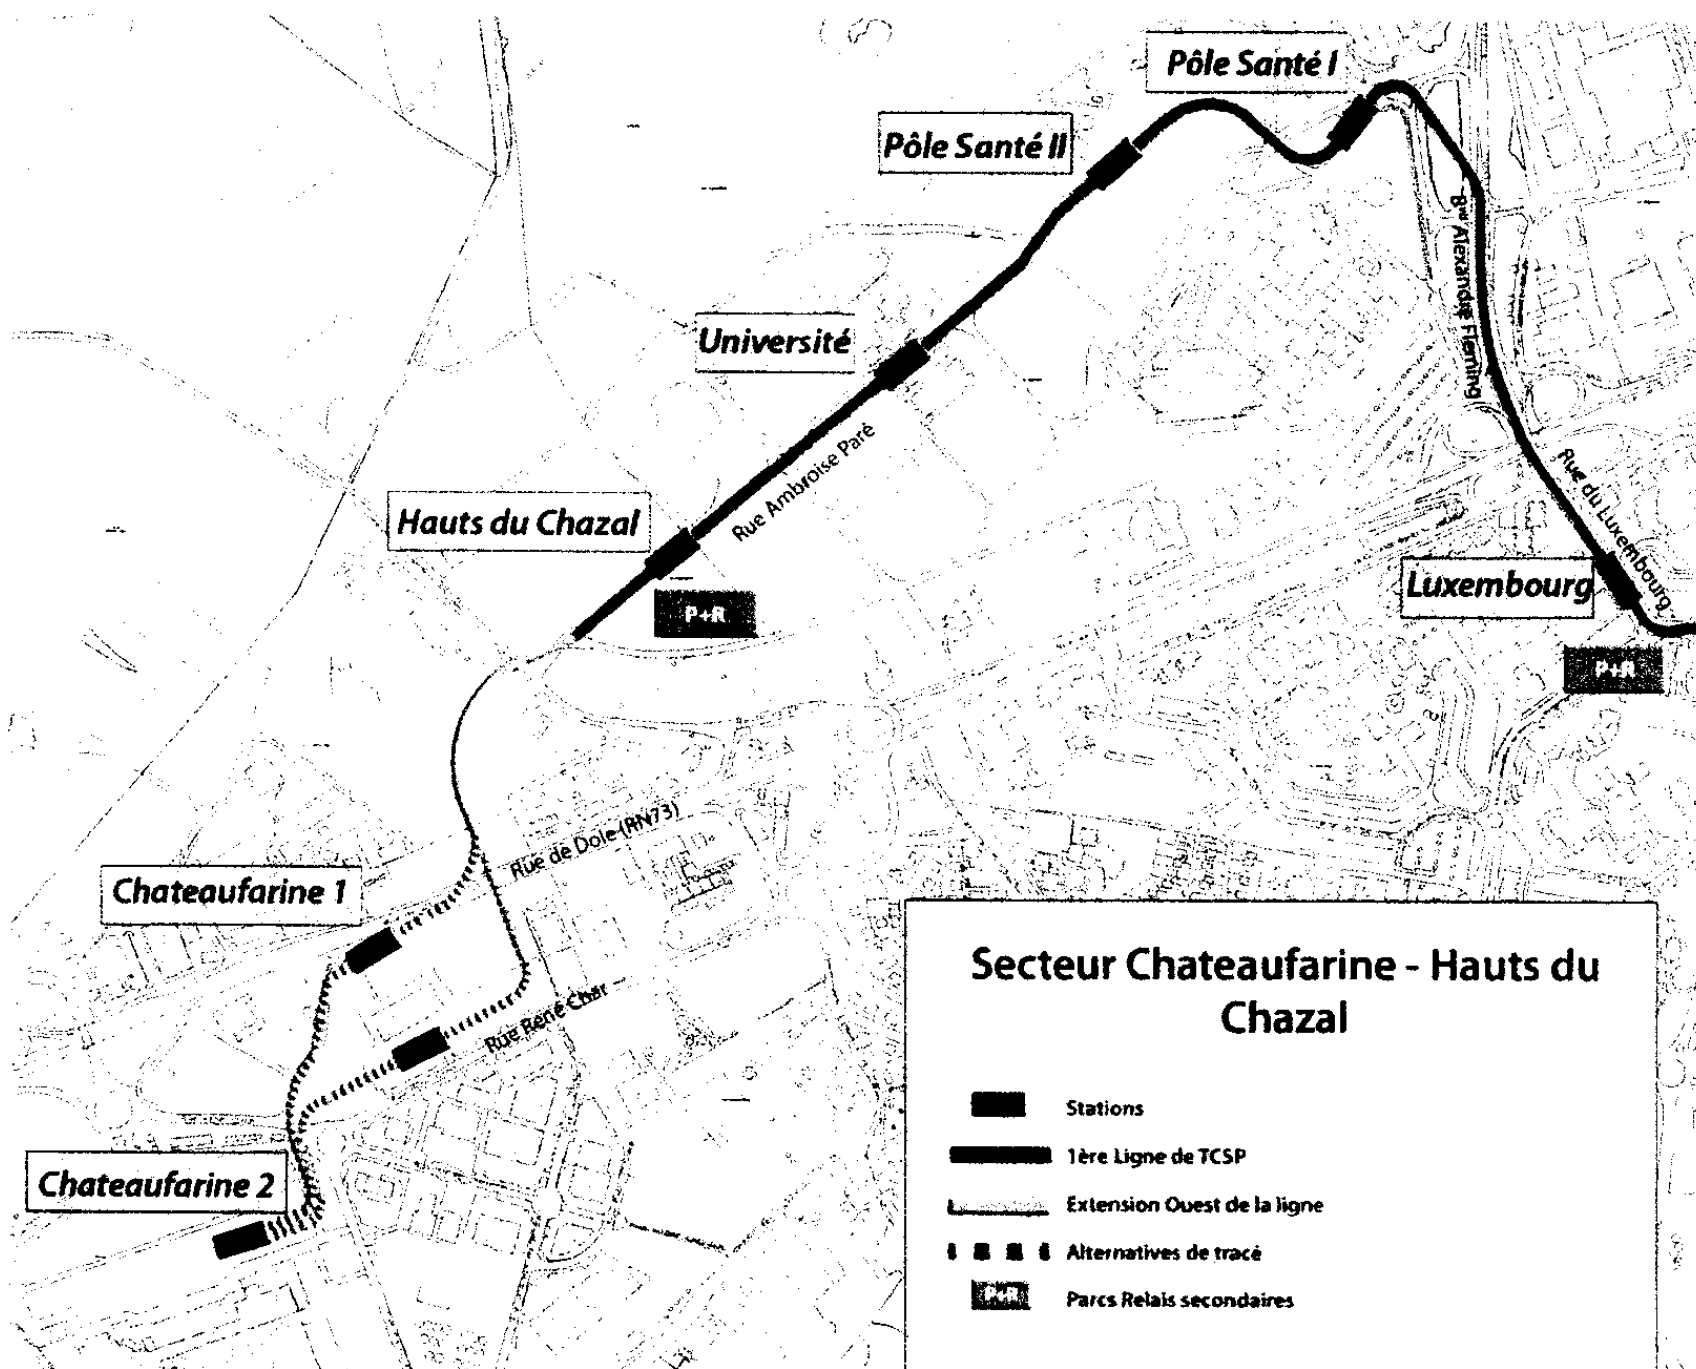 Pôle Santé I
Pôle Santé II
Bvd Alexandre Fleming
Université
Rue Ambroise Paré
Rue du Luxembourg
Hauts du Chazal
Luxembourg
P+R
P+R
Rue de Dole (RN73)
Chateaufarine 1
Rue René Char
Chateaufarine 2
Secteur Chateaufarine - Hauts du
Chazal
Stations
1ère Ligne de TCSP
Extension Ouest de la ligne
Alternatives de tracé
P+R
Parcs Relais secondaires